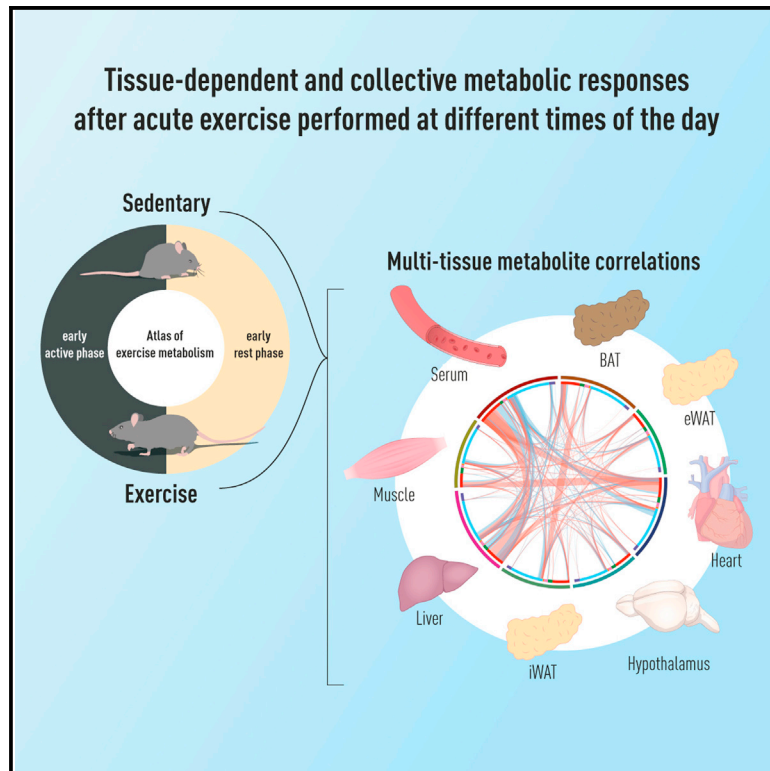 Tissue-dependent and collective metabolic responses
after acute exercise performed at different times of the day
Sedentary
early
active phase
Atlas of
exercise metabolism
early
rest phase
Exercise
Multi-tissue metabolite correlations
Serum
BAT
eWAT
Muscle
Heart
Liver
iWAT
Hypothalamus